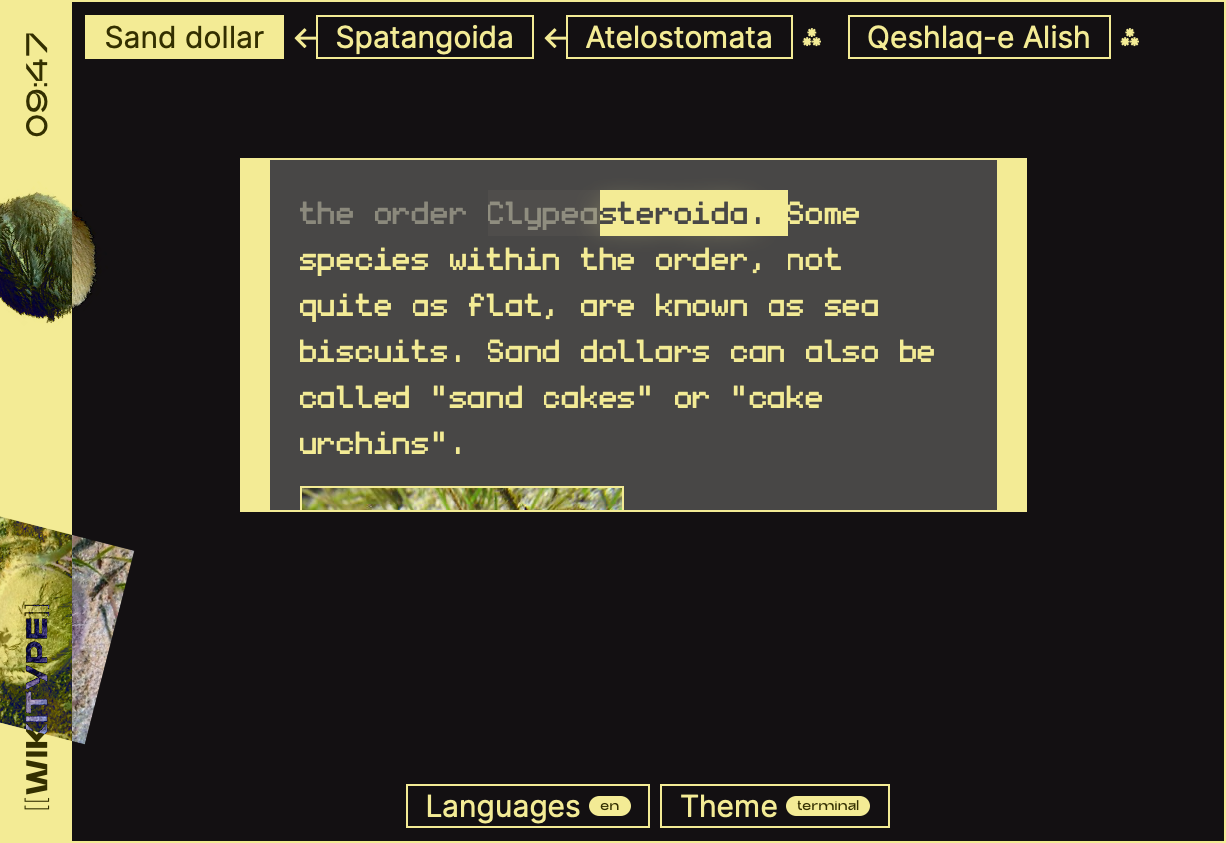 09:47
Sand dollar ← Spatangoida ← Atelostomata Qeshlaq-e Alish
the order Clypeasteroida. Some
species within the order, not
quite as flat, are known as sea
biscuits. Sand dollars can also be
called "sand cakes" or "cake
urchins".
[[WIKITYPE]]
Languages en Theme terminal